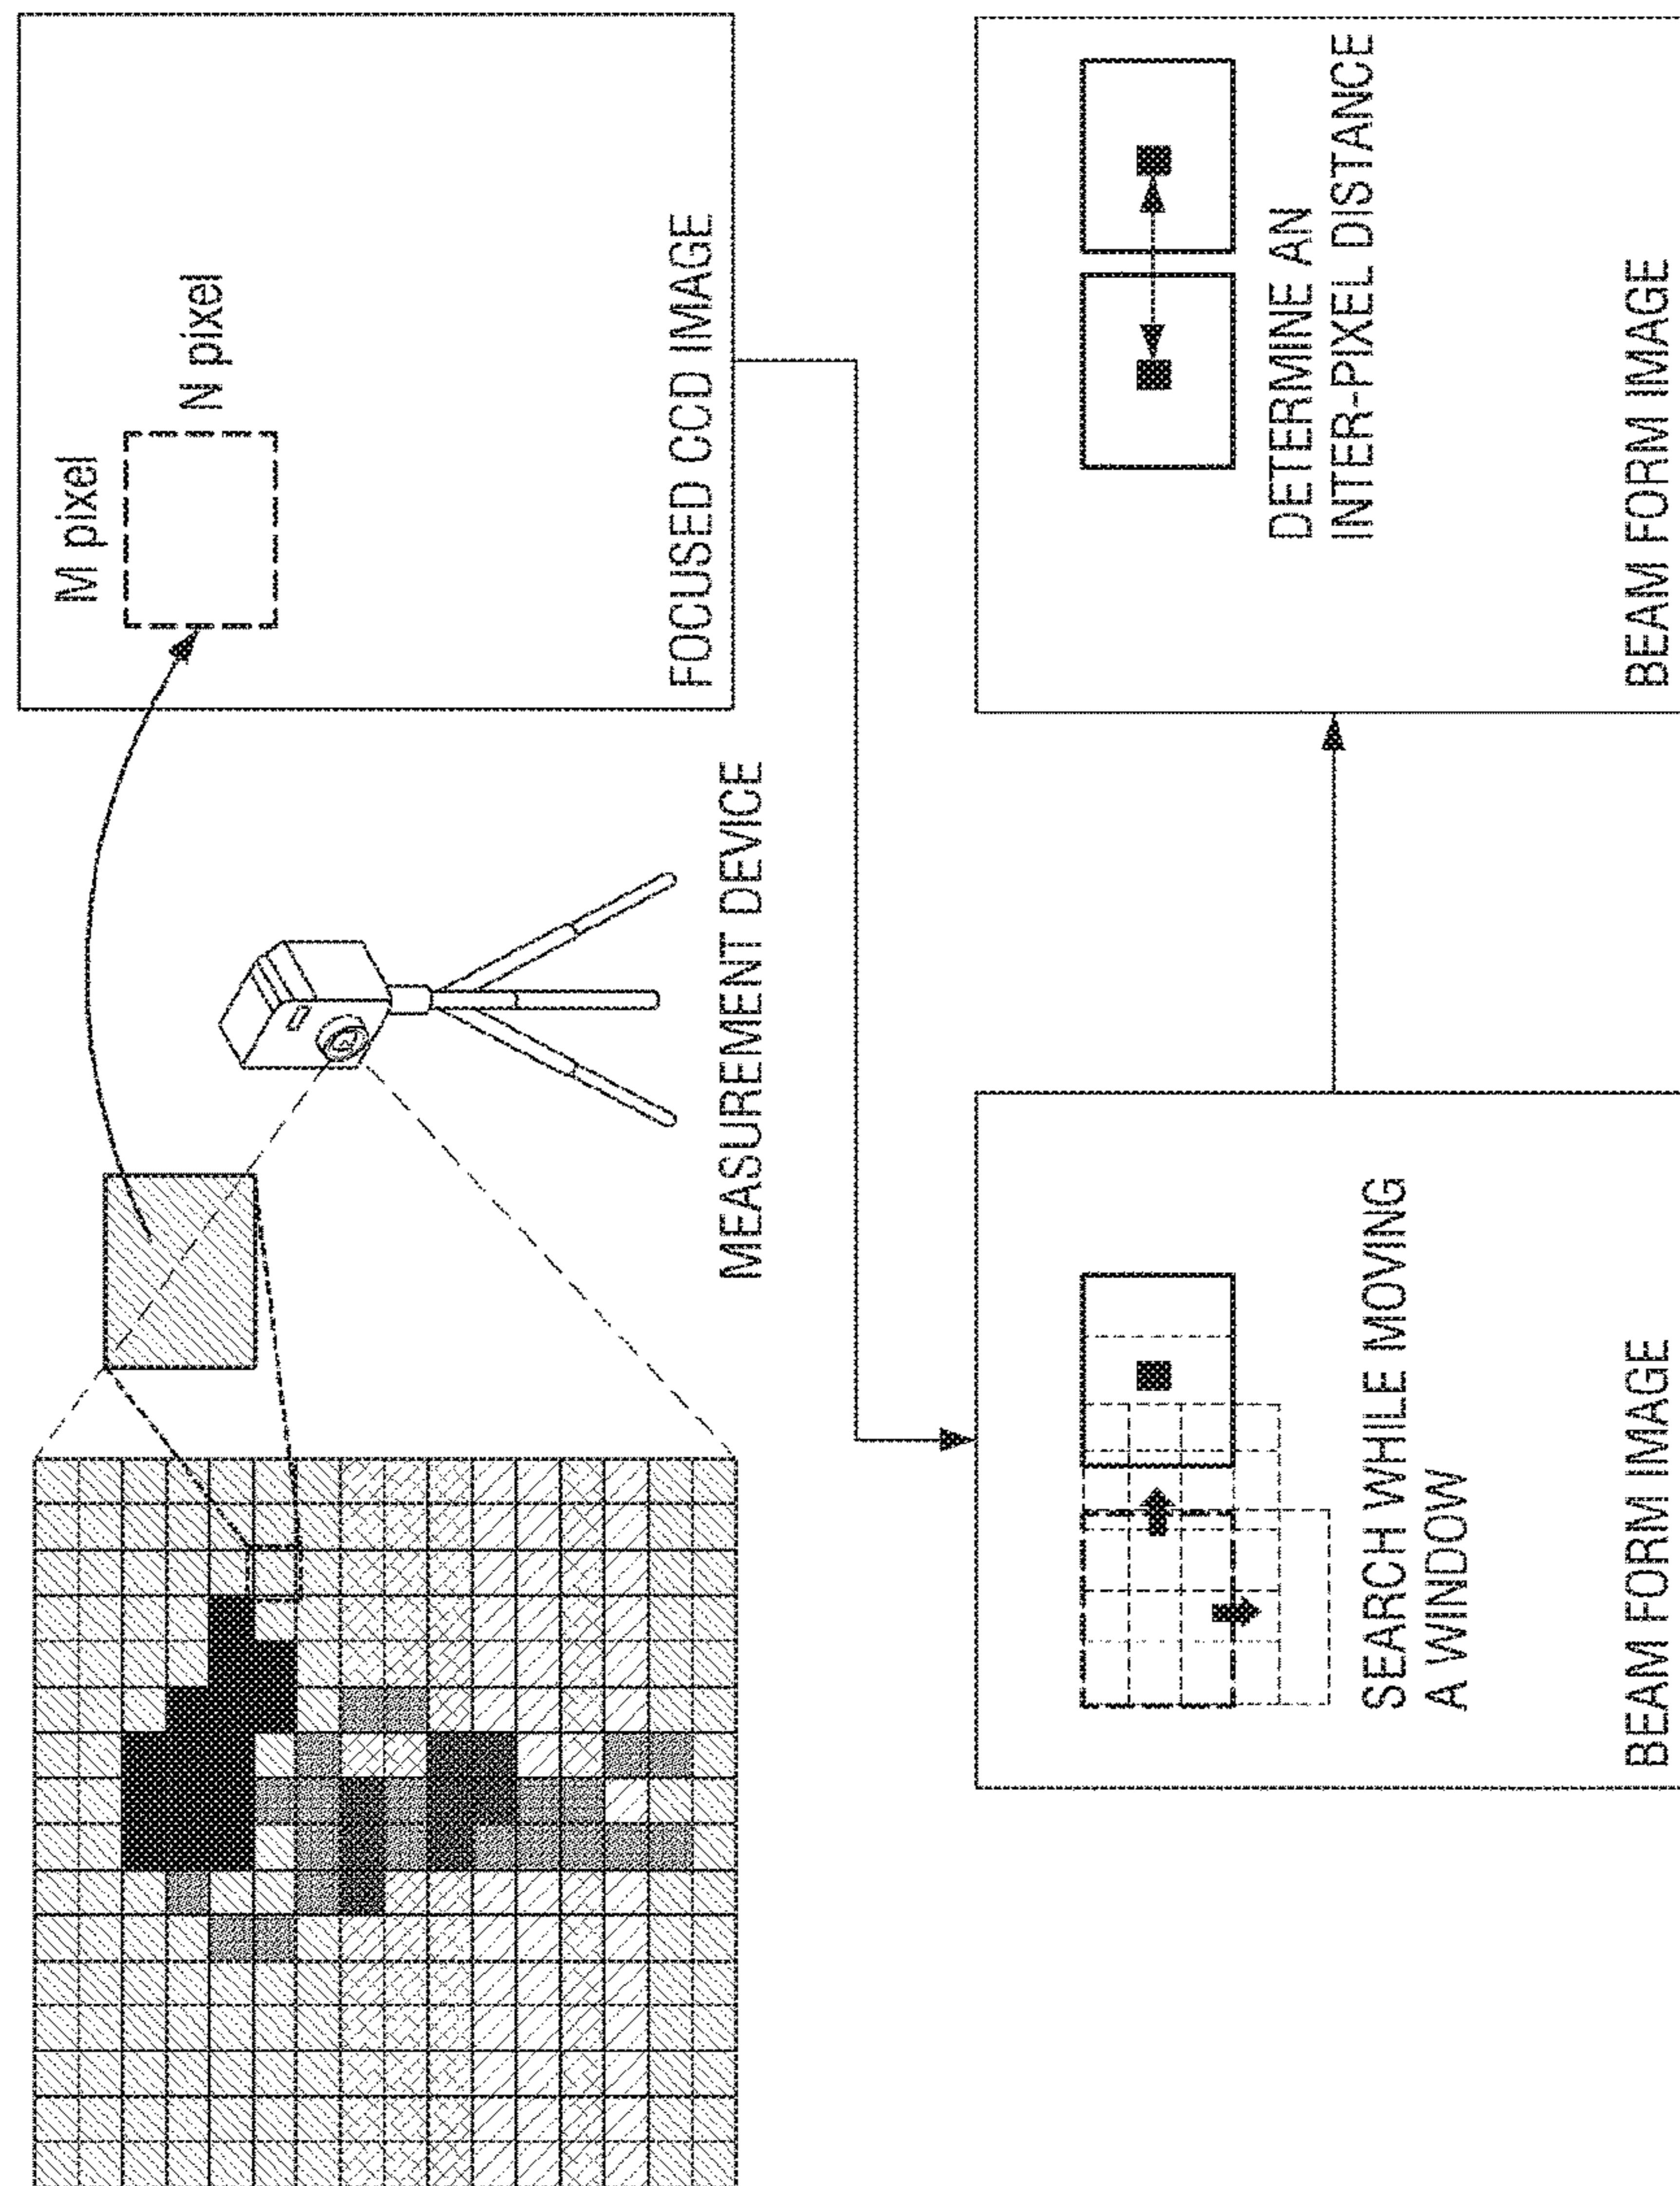 MEASUREMENT DEVICE
M pixel
N pixel
FOCUSED CCD IMAGE
SEARCH WHILE MOVING
A WINDOW
BEAM FORM IMAGE
DETERMINE AN
INTER-PIXEL DISTANCE
BEAM FORM IMAGE